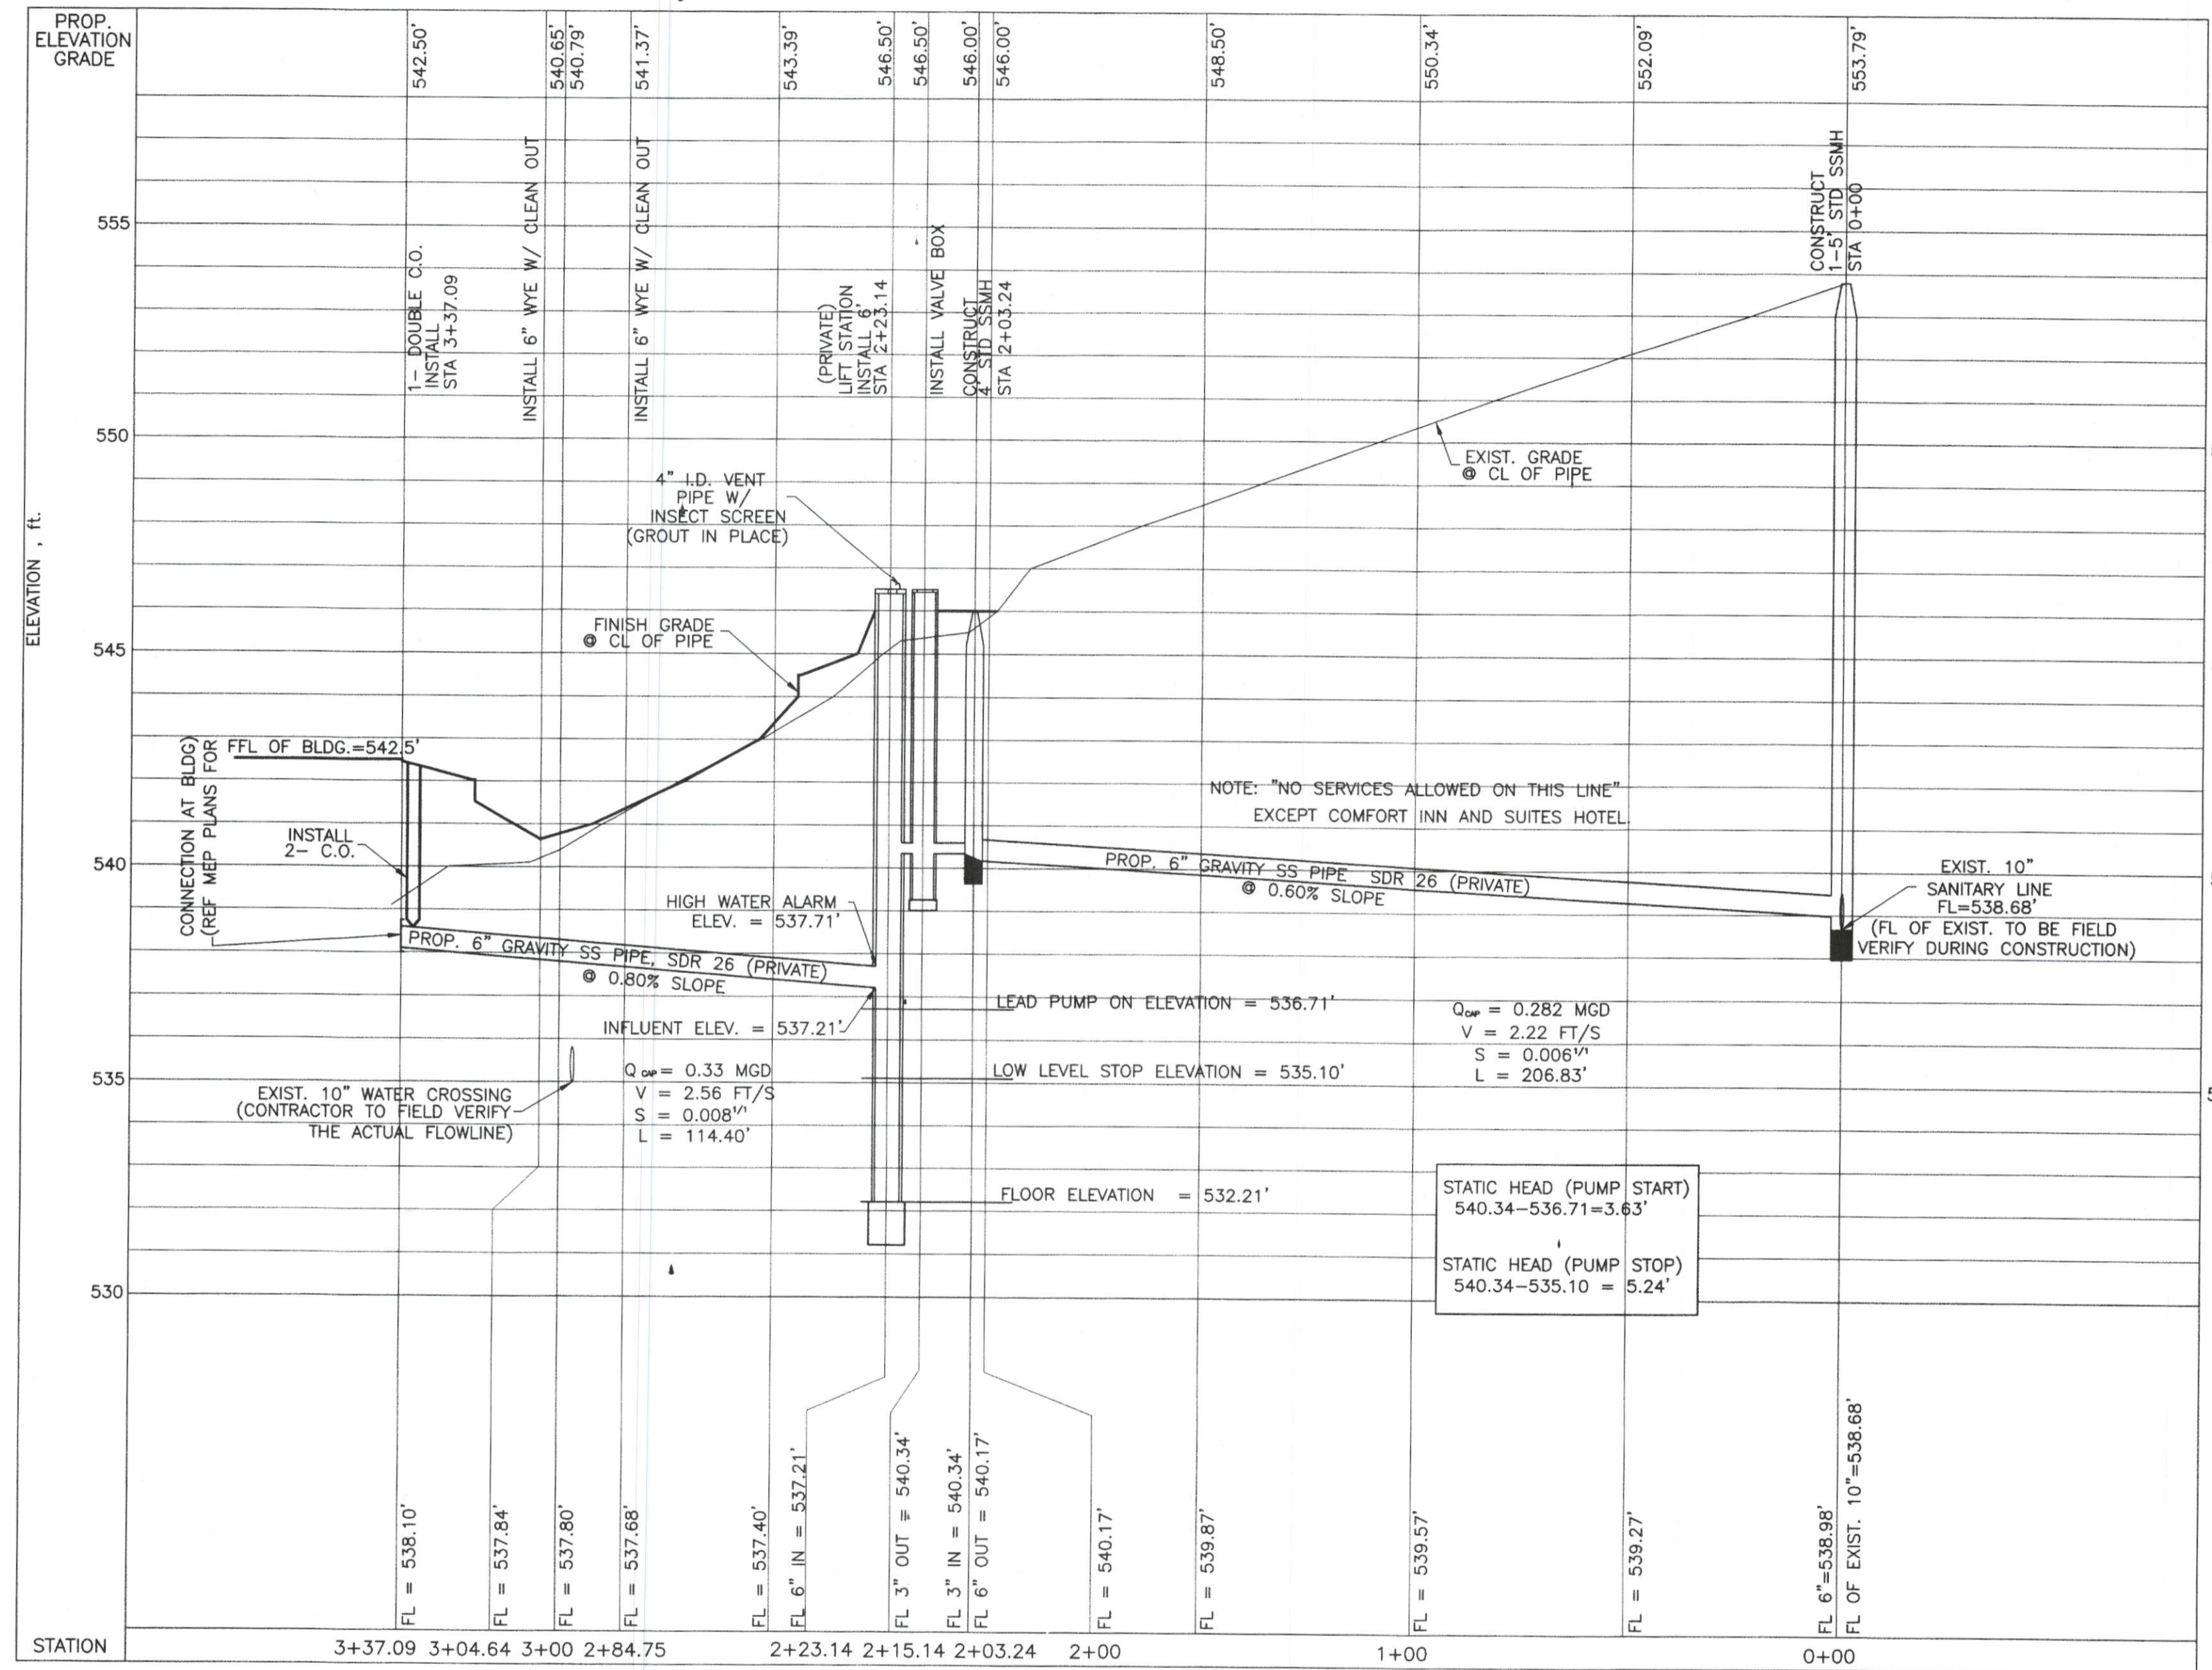 PROP.
ELEVATION
GRADE
542.50'
540.65'
540.79'
541.37'
543.39'
546.50'
546.50'
546.00'
546.00'
548.50'
550.34'
552.09'
553.79'
ELEVATION , ft.
555
550
545
540
535
530
1- DOUBLE C.O.
INSTALL
STA 3+37.09
INSTALL 6" WYE W/ CLEAN OUT
INSTALL 6" WYE W/ CLEAN OUT
(PRIVATE)
LIFT STATION
INSTALL 6'
STA 2+23.14
INSTALL VALVE BOX
CONSTRUCT
4' STD SSMH
STA 2+03.24
CONSTRUCT
1-5' STD SSMH
STA 0+00
4" I.D. VENT
PIPE W/
INSECT SCREEN
(GROUT IN PLACE)
EXIST. GRADE
@ CL OF PIPE
FINISH GRADE
@ CL OF PIPE
FFL OF BLDG.=542.5'
CONNECTION AT BLDG)
(REF MEP PLANS FOR
INSTALL
2- C.O.
NOTE: "NO SERVICES ALLOWED ON THIS LINE"
EXCEPT COMFORT INN AND SUITES HOTEL
PROP. 6" GRAVITY SS PIPE SDR 26 (PRIVATE)
@ 0.60% SLOPE
EXIST. 10"
SANITARY LINE
FL=538.68'
(FL OF EXIST. TO BE FIELD
VERIFY DURING CONSTRUCTION)
HIGH WATER ALARM
ELEV. = 537.71'
PROP. 6" GRAVITY SS PIPE, SDR 26 (PRIVATE)
@ 0.80% SLOPE
INFLUENT ELEV. = 537.21'
LEAD PUMP ON ELEVATION = 536.71'
LOW LEVEL STOP ELEVATION = 535.10'
FLOOR ELEVATION = 532.21'
EXIST. 10" WATER CROSSING
(CONTRACTOR TO FIELD VERIFY
THE ACTUAL FLOWLINE)
Q CAP = 0.33 MGD
V = 2.56 FT/S
S = 0.008'/'
L = 114.40'
QCAP = 0.282 MGD
V = 2.22 FT/S
S = 0.006'/'
L = 206.83'
STATIC HEAD (PUMP START)
540.34-536.71=3.63'
STATIC HEAD (PUMP STOP)
540.34-535.10 = 5.24'
FL = 538.10'
FL = 537.84'
FL = 537.80'
FL = 537.68'
FL = 537.40'
FL 6" IN = 537.21'
FL 3" OUT = 540.34'
FL 3" IN = 540.34'
FL 6" OUT = 540.17'
FL = 540.17'
FL = 539.87'
FL = 539.57'
FL = 539.27'
FL 6"=538.98'
FL OF EXIST. 10"=538.68'
STATION
3+37.09 3+04.64 3+00 2+84.75 2+23.14 2+15.14 2+03.24 2+00 1+00 0+00